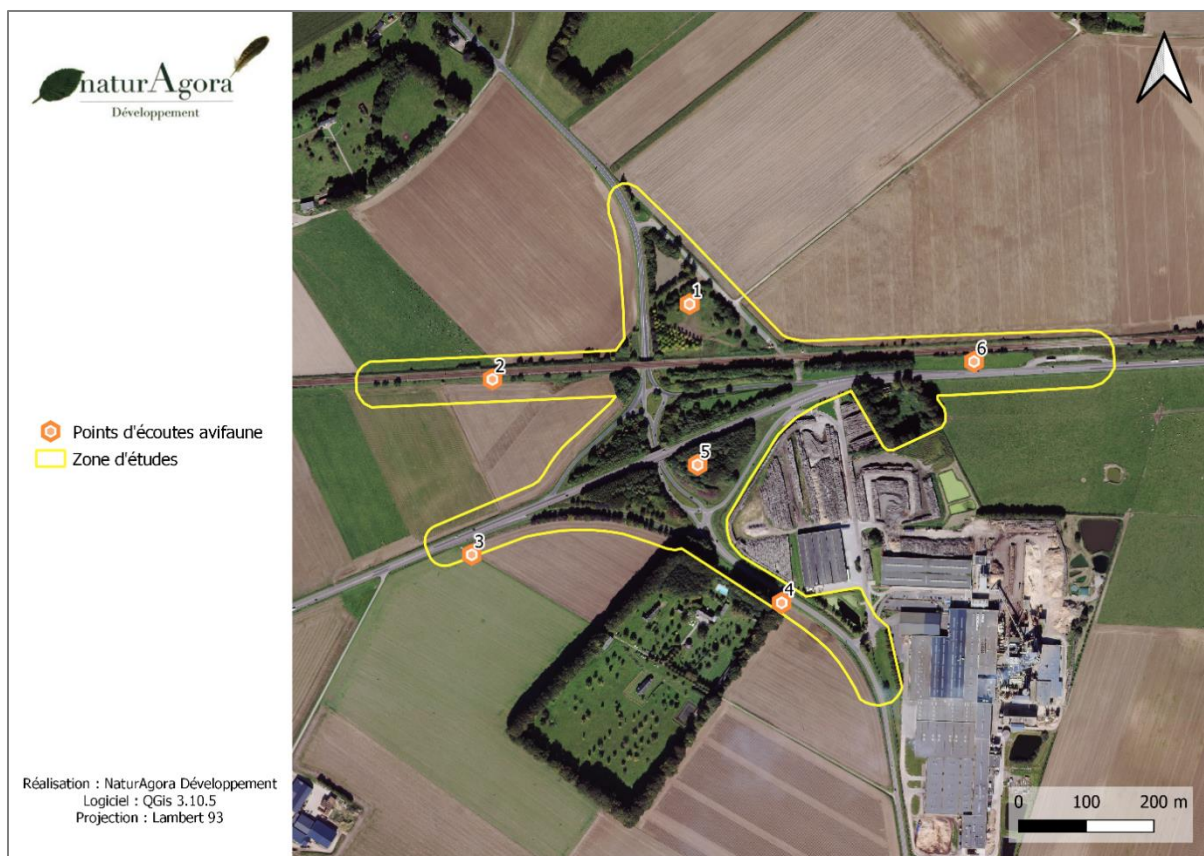 naturAgora
Développement
Points d'écoutes avifaune
Zone d'études
Réalisation : NaturAgora Développement
Logiciel : QGis 3.10.5
Projection : Lambert 93
1
2
6
5
3
4
0 100 200 m